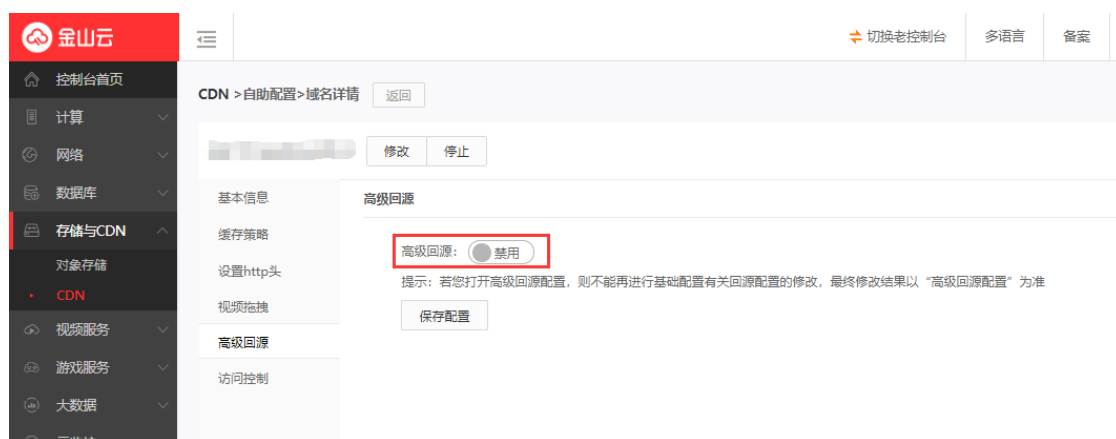 金山云
切换老控制台
多语言
备案
控制台首页
计算
网络
数据库
存储与CDN
对象存储
CDN
视频服务
游戏服务
大数据
CDN >自助配置>域名详情
返回
修改
停止
基本信息
缓存策略
设置http头
视频拖拽
高级回源
访问控制
高级回源
高级回源：
禁用
提示：若您打开高级回源配置，则不能再进行基础配置有关回源配置的修改，最终修改结果以“高级回源配置”为准
保存配置